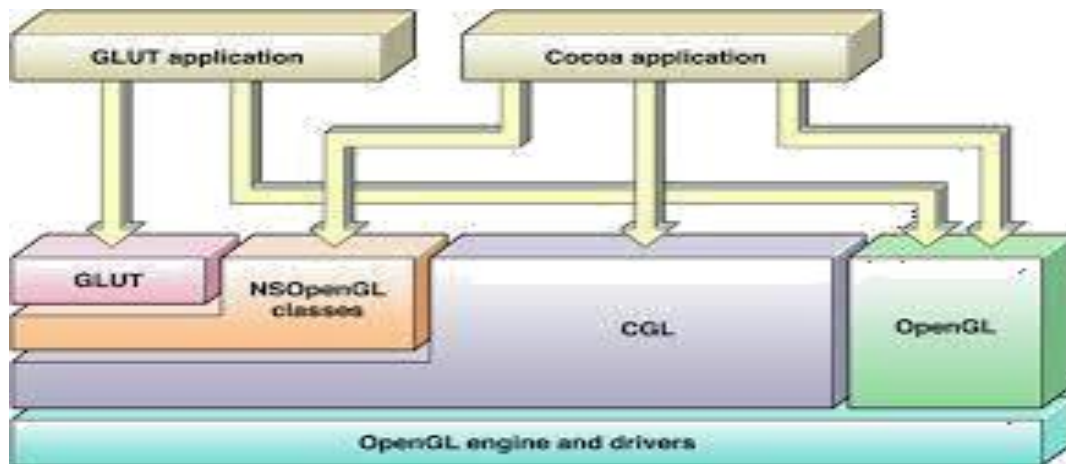 GLUT application
Cocoa application
GLUT
NSOpenGL
classes
CGL
OpenGL
OpenGL engine and drivers